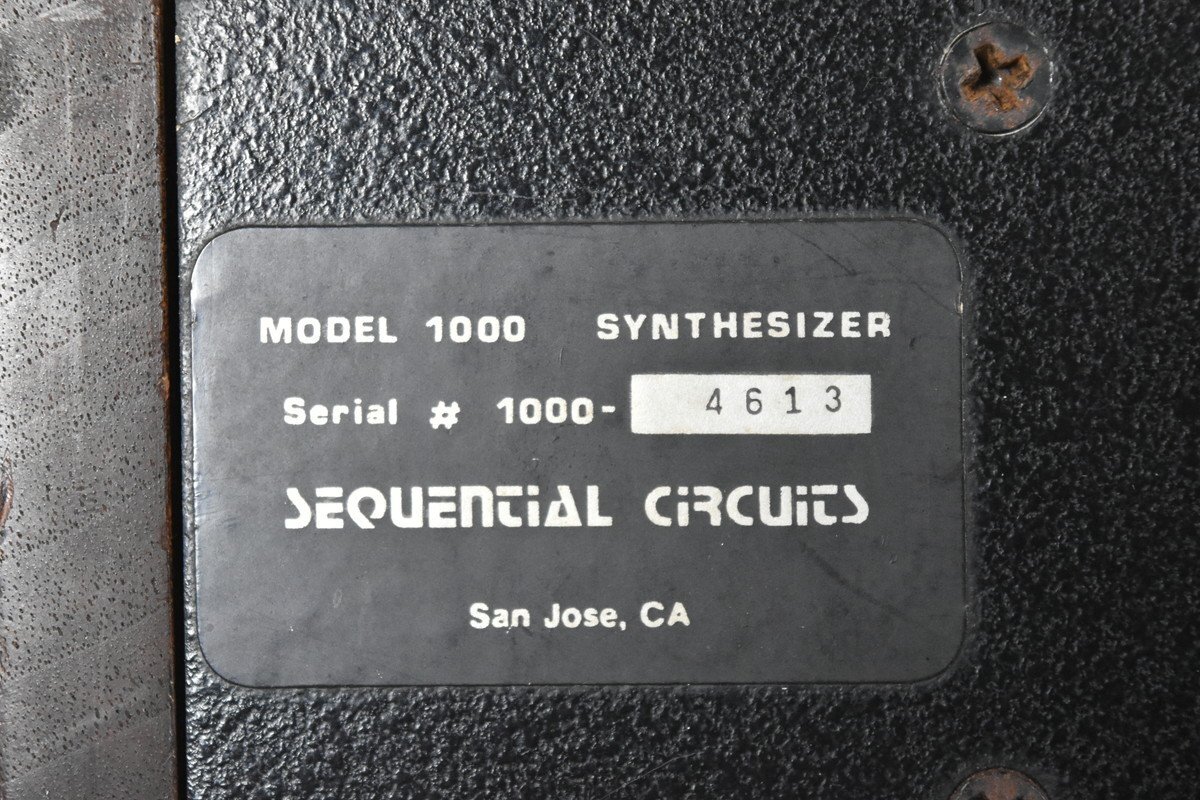 MODEL 1000 SYNTHESIZER
Serial # 1000- 4613
SEQUENTIAL CIRCUITS
San Jose, CA